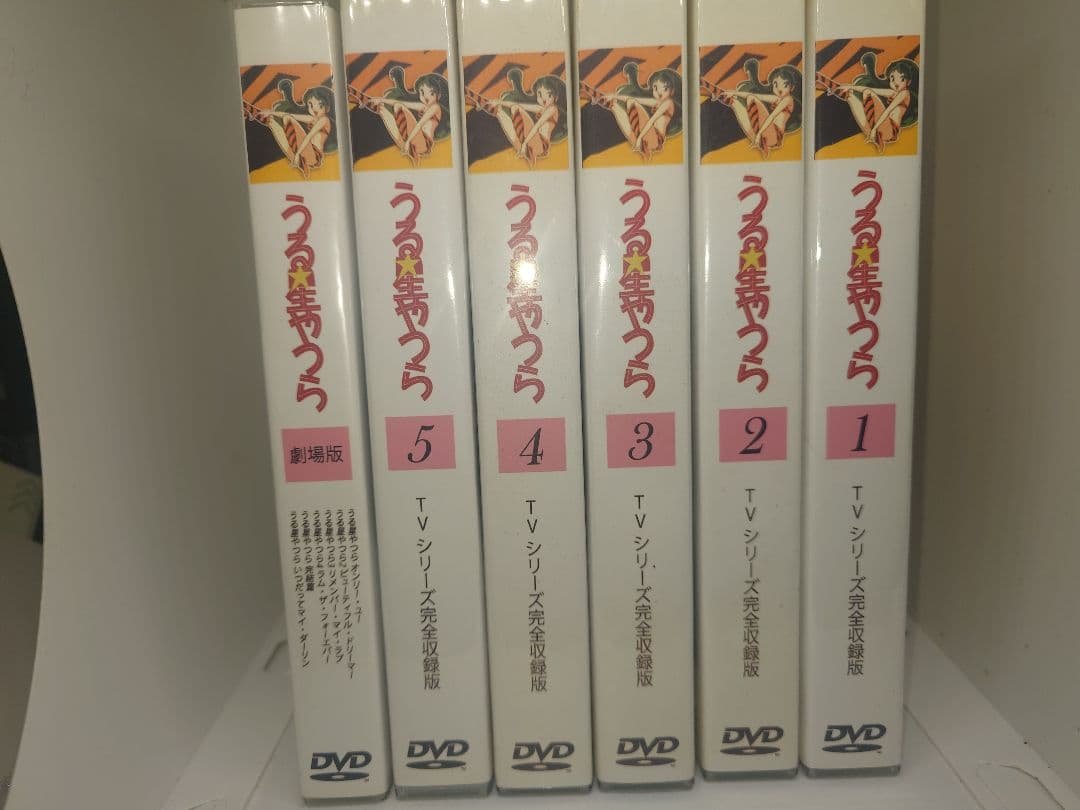 うる星やつら
劇場版
うる星やつら オンリー・ユー
うる星やつら2 ビューティフル・ドリーマー
うる星やつら3 リメンバー・マイ・ラブ
うる星やつら4 ラム・ザ・フォーエバー
うる星やつら 完結篇
うる星やつら いつだってマイ・ダーリン
DVD
うる星やつら
5
TVシリーズ完全収録版
DVD
うる星やつら
4
TVシリーズ完全収録版
DVD
うる星やつら
3
TVシリーズ完全収録版
DVD
うる星やつら
2
TVシリーズ完全収録版
DVD
うる星やつら
1
TVシリーズ完全収録版
DVD